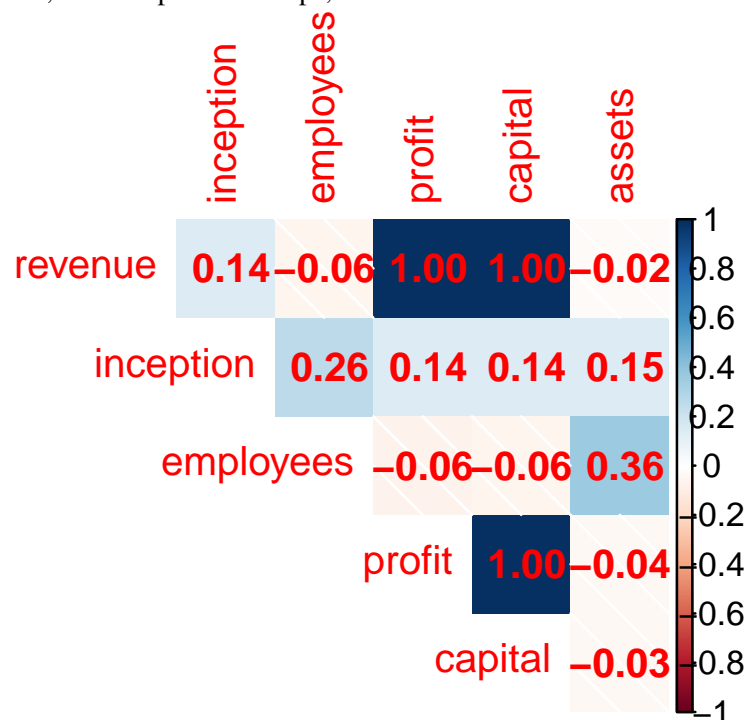 inception employees profit capital assets
revenue 0.14 –0.06 1.00 1.00 –0.02
inception 0.26 0.14 0.14 0.15
employees –0.06 –0.06 0.36
profit 1.00 –0.04
capital –0.03
1
0.8
0.6
0.4
0.2
0
–0.2
–0.4
–0.6
–0.8
–1